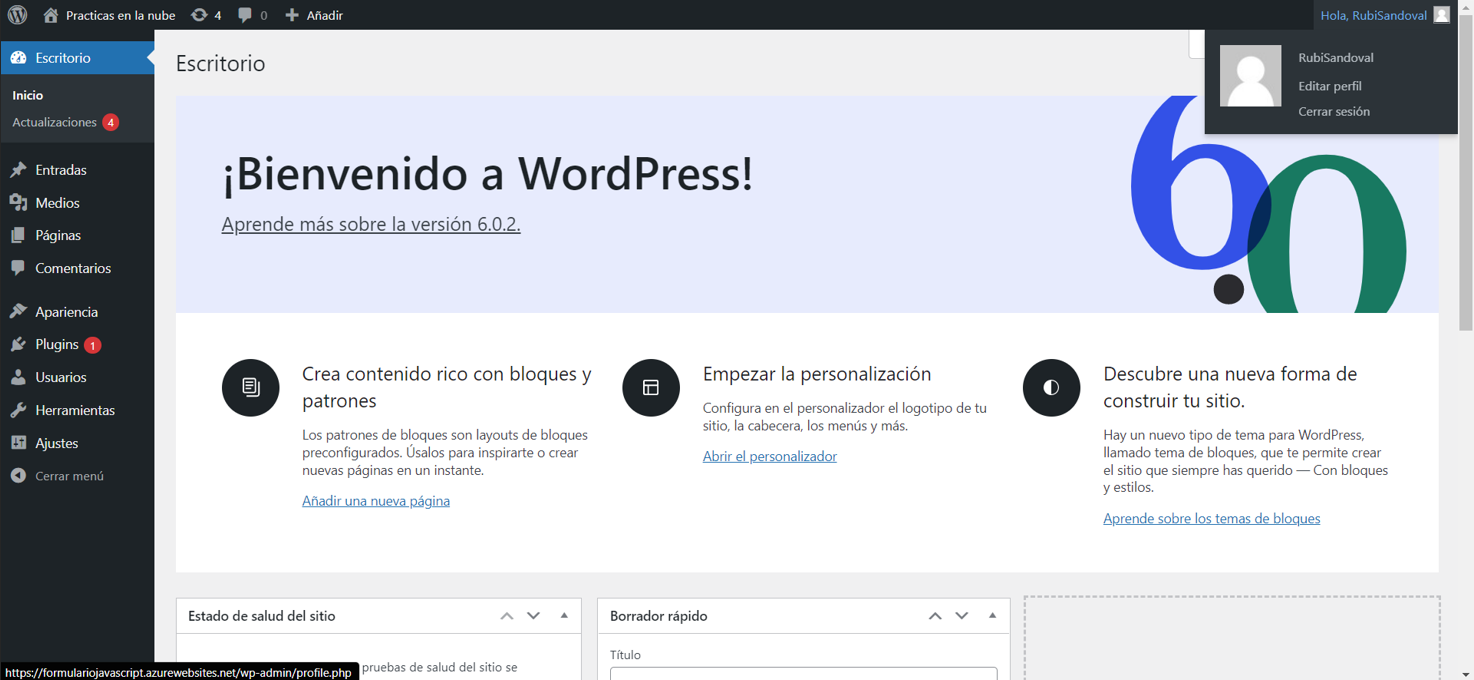 Practicas en la nube
4
0
Añadir
Hola, RubiSandoval
RubiSandoval
Editar perfil
Cerrar sesión
Escritorio
Inicio
Actualizaciones 4
Entradas
Medios
Páginas
Comentarios
Apariencia
Plugins 1
Usuarios
Herramientas
Ajustes
Cerrar menú
Escritorio
¡Bienvenido a WordPress!
Aprende más sobre la versión 6.0.2.
6.0
Crea contenido rico con bloques y
patrones
Los patrones de bloques son layouts de bloques
preconfigurados. Úsalos para inspirarte o crear
nuevas páginas en un instante.
Añadir una nueva página
Empezar la personalización
Configura en el personalizador el logotipo de tu
sitio, la cabecera, los menús y más.
Abrir el personalizador
Descubre una nueva forma de
construir tu sitio.
Hay un nuevo tipo de tema para WordPress,
llamado tema de bloques, que te permite crear
el sitio que siempre has querido — Con bloques
y estilos.
Aprende sobre los temas de bloques
Estado de salud del sitio
pruebas de salud del sitio se
Borrador rápido
Título
https://formulariojavascript.azurewebsites.net/wp-admin/profile.php